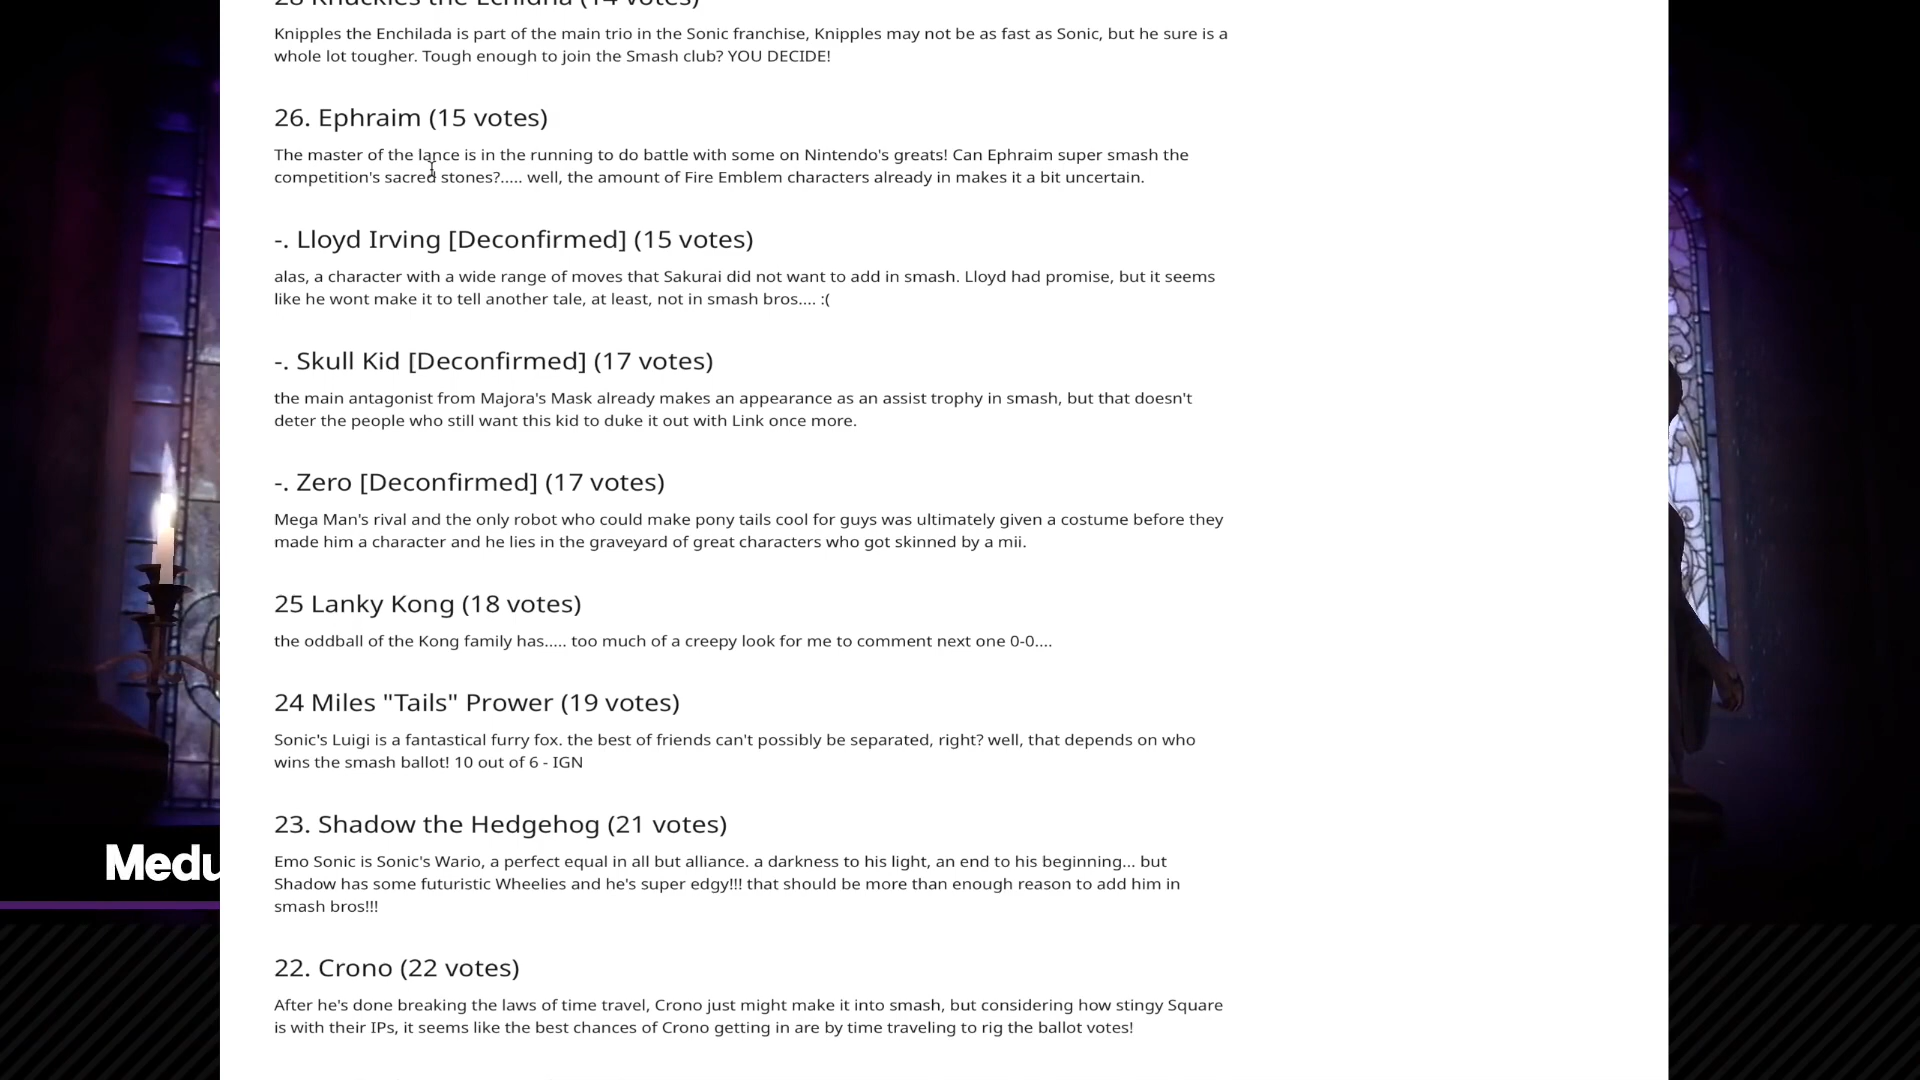 28 Knuckles the Echidna (14 votes)
Knipples the Enchilada is part of the main trio in the Sonic franchise, Knipples may not be as fast as Sonic, but he sure is a
whole lot tougher. Tough enough to join the Smash club? YOU DECIDE!
26. Ephraim (15 votes)
The master of the lance is in the running to do battle with some on Nintendo's greats! Can Ephraim super smash the
competition's sacred stones?..... well, the amount of Fire Emblem characters already in makes it a bit uncertain.
-. Lloyd Irving [Deconfirmed] (15 votes)
alas, a character with a wide range of moves that Sakurai did not want to add in smash. Lloyd had promise, but it seems
like he wont make it to tell another tale, at least, not in smash bros.... :(
-. Skull Kid [Deconfirmed] (17 votes)
the main antagonist from Majora's Mask already makes an appearance as an assist trophy in smash, but that doesn't
deter the people who still want this kid to duke it out with Link once more.
-. Zero [Deconfirmed] (17 votes)
Mega Man's rival and the only robot who could make pony tails cool for guys was ultimately given a costume before they
made him a character and he lies in the graveyard of great characters who got skinned by a mii.
25 Lanky Kong (18 votes)
the oddball of the Kong family has..... too much of a creepy look for me to comment next one 0-0....
24 Miles "Tails" Prower (19 votes)
Sonic's Luigi is a fantastical furry fox. the best of friends can't possibly be separated, right? well, that depends on who
wins the smash ballot! 10 out of 6 - IGN
23. Shadow the Hedgehog (21 votes)
Emo Sonic is Sonic's Wario, a perfect equal in all but alliance. a darkness to his light, an end to his beginning... but
Shadow has some futuristic Wheelies and he's super edgy!!! that should be more than enough reason to add him in
smash bros!!!
22. Crono (22 votes)
After he's done breaking the laws of time travel, Crono just might make it into smash, but considering how stingy Square
is with their IPs, it seems like the best chances of Crono getting in are by time traveling to rig the ballot votes!
Medu